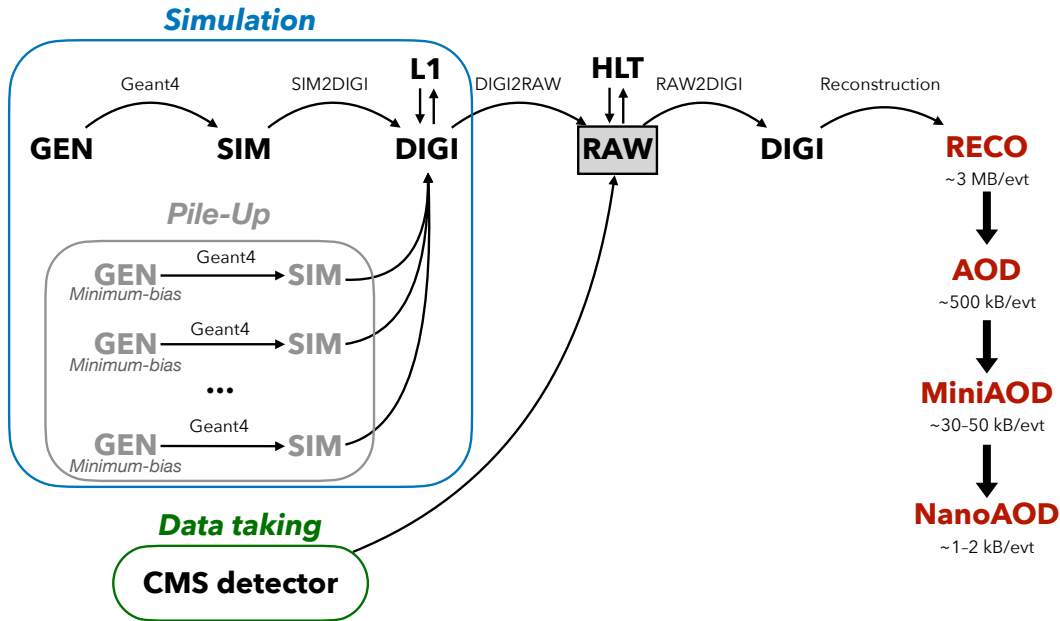 Simulation
L1
HLT
Geant4
SIM2DIGI
DIGI2RAW
RAW2DIGI
Reconstruction
GEN
SIM
DIGI
RAW
DIGI
RECO
~3 MB/evt
Pile-Up
GEN
Minimum-bias
Geant4
SIM
AOD
~500 kB/evt
GEN
Minimum-bias
Geant4
SIM
...
MiniAOD
~30–50 kB/evt
GEN
Minimum-bias
Geant4
SIM
NanoAOD
~1–2 kB/evt
Data taking
CMS detector